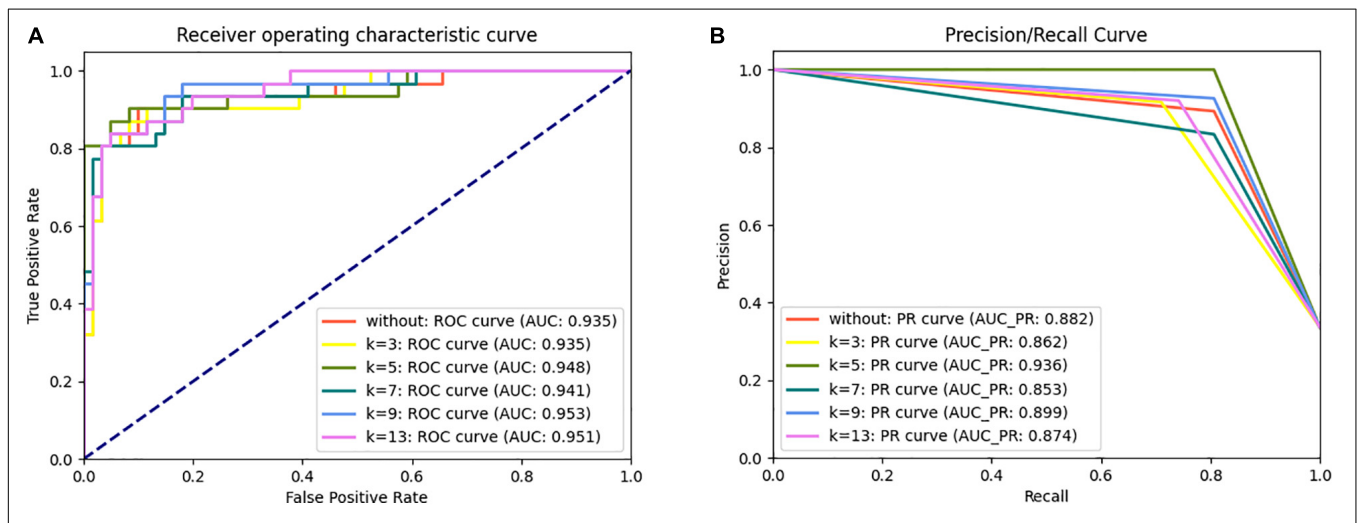 A
Receiver operating characteristic curve
True Positive Rate
1.0
0.8
0.6
0.4
0.2
0.0
without: ROC curve (AUC: 0.935)
k=3: ROC curve (AUC: 0.935)
k=5: ROC curve (AUC: 0.948)
k=7: ROC curve (AUC: 0.941)
k=9: ROC curve (AUC: 0.953)
k=13: ROC curve (AUC: 0.951)
0.0 0.2 0.4 0.6 0.8 1.0
False Positive Rate
B
Precision/Recall Curve
Precision
1.0
0.8
0.6
0.4
0.2
0.0
without: PR curve (AUC_PR: 0.882)
k=3: PR curve (AUC_PR: 0.862)
k=5: PR curve (AUC_PR: 0.936)
k=7: PR curve (AUC_PR: 0.853)
k=9: PR curve (AUC_PR: 0.899)
k=13: PR curve (AUC_PR: 0.874)
0.0 0.2 0.4 0.6 0.8 1.0
Recall